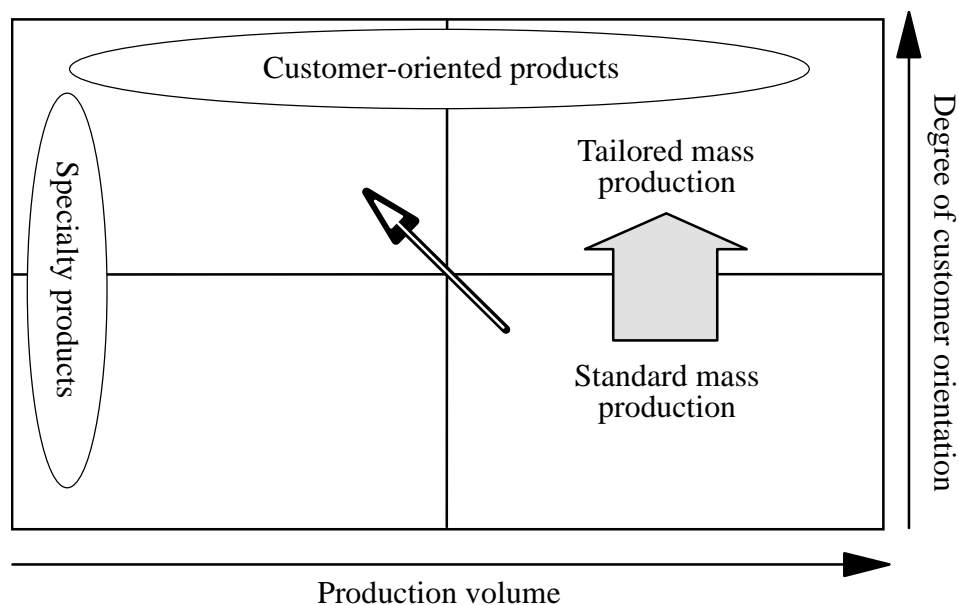 Customer-oriented products
Specialty products
Tailored mass
production
Standard mass
production
Degree of customer orientation
Production volume